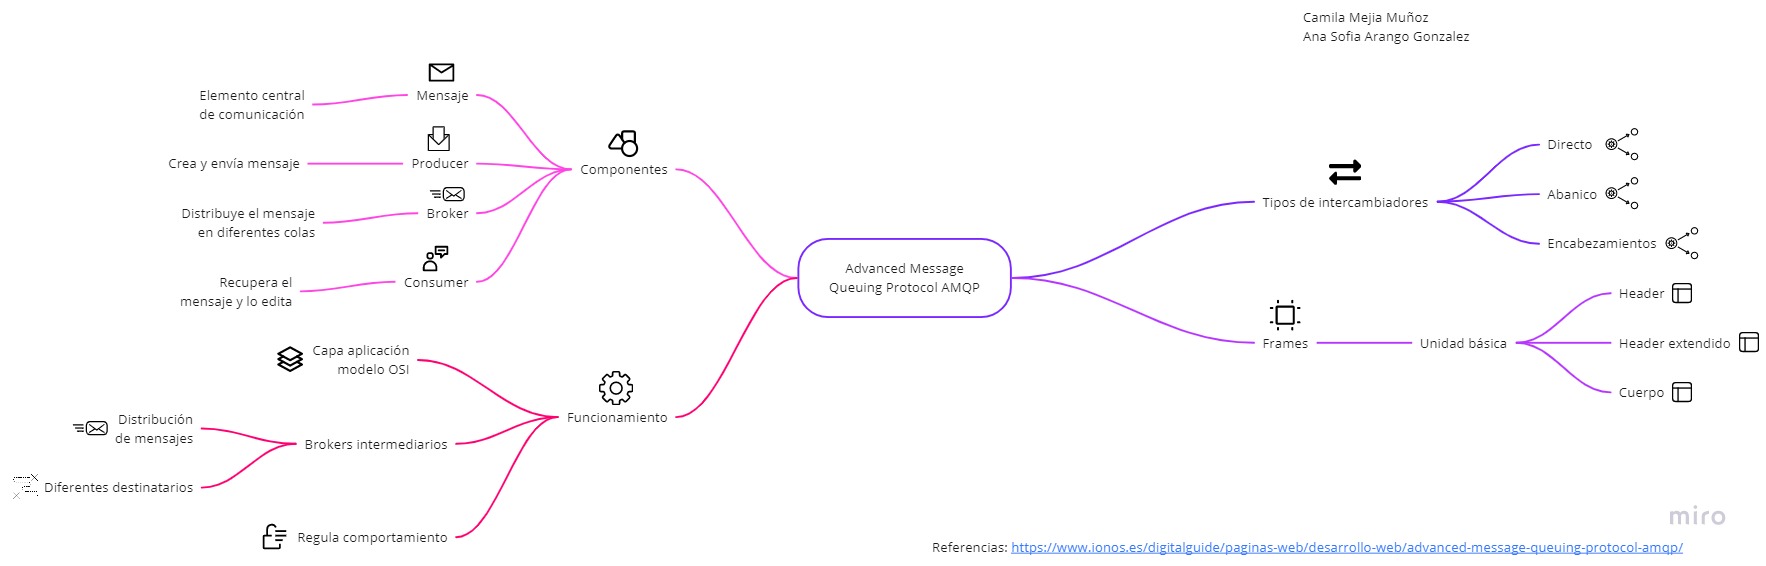 Camila Mejia Muñoz
Ana Sofia Arango Gonzalez
Advanced Message
Queuing Protocol AMQP
Componentes
Mensaje
Elemento central
de comunicación
Producer
Crea y envía mensaje
Broker
Distribuye el mensaje
en diferentes colas
Consumer
Recupera el
mensaje y lo edita
Funcionamiento
Capa aplicación
modelo OSI
Brokers intermediarios
Distribución
de mensajes
Diferentes destinatarios
Regula comportamiento
Tipos de intercambiadores
Directo
Abanico
Encabezamientos
Frames
Unidad básica
Header
Header extendido
Cuerpo
miro
Referencias: https://www.ionos.es/digitalguide/paginas-web/desarrollo-web/advanced-message-queuing-protocol-amqp/